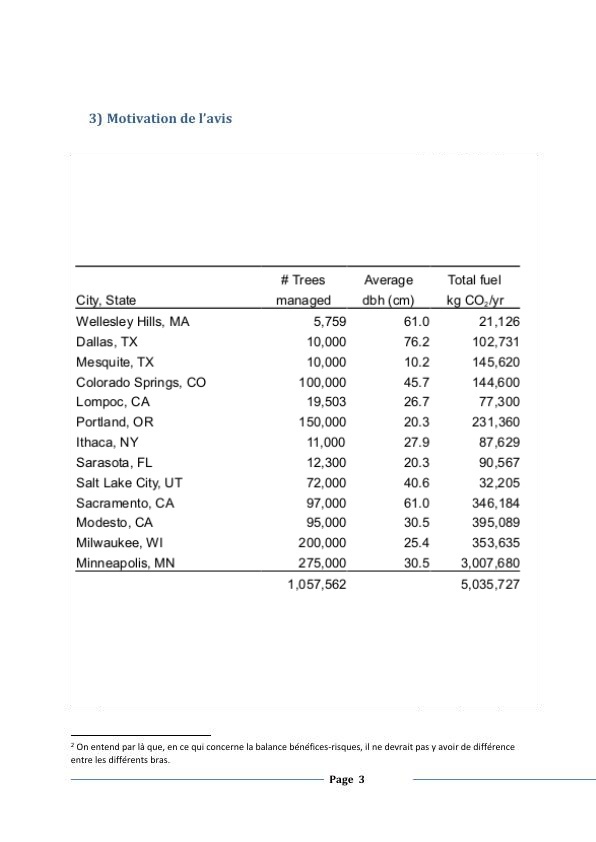 3) Motivation de l’avis
# Trees Average Total fuel
City, State managed dbh (cm) kg CO₂/yr
Wellesley Hills, MA 5,759 61.0 21,126
Dallas, TX 10,000 76.2 102,731
Mesquite, TX 10,000 10.2 145,620
Colorado Springs, CO 100,000 45.7 144,600
Lompoc, CA 19,503 26.7 77,300
Portland, OR 150,000 20.3 231,360
Ithaca, NY 11,000 27.9 87,629
Sarasota, FL 12,300 20.3 90,567
Salt Lake City, UT 72,000 40.6 32,205
Sacramento, CA 97,000 61.0 346,184
Modesto, CA 95,000 30.5 395,089
Milwaukee, WI 200,000 25.4 353,635
Minneapolis, MN 275,000 30.5 3,007,680
1,057,562 5,035,727
² On entend par là que, en ce qui concerne la balance bénéfices-risques, il ne devrait pas y avoir de différence
entre les différents bras.
Page 3